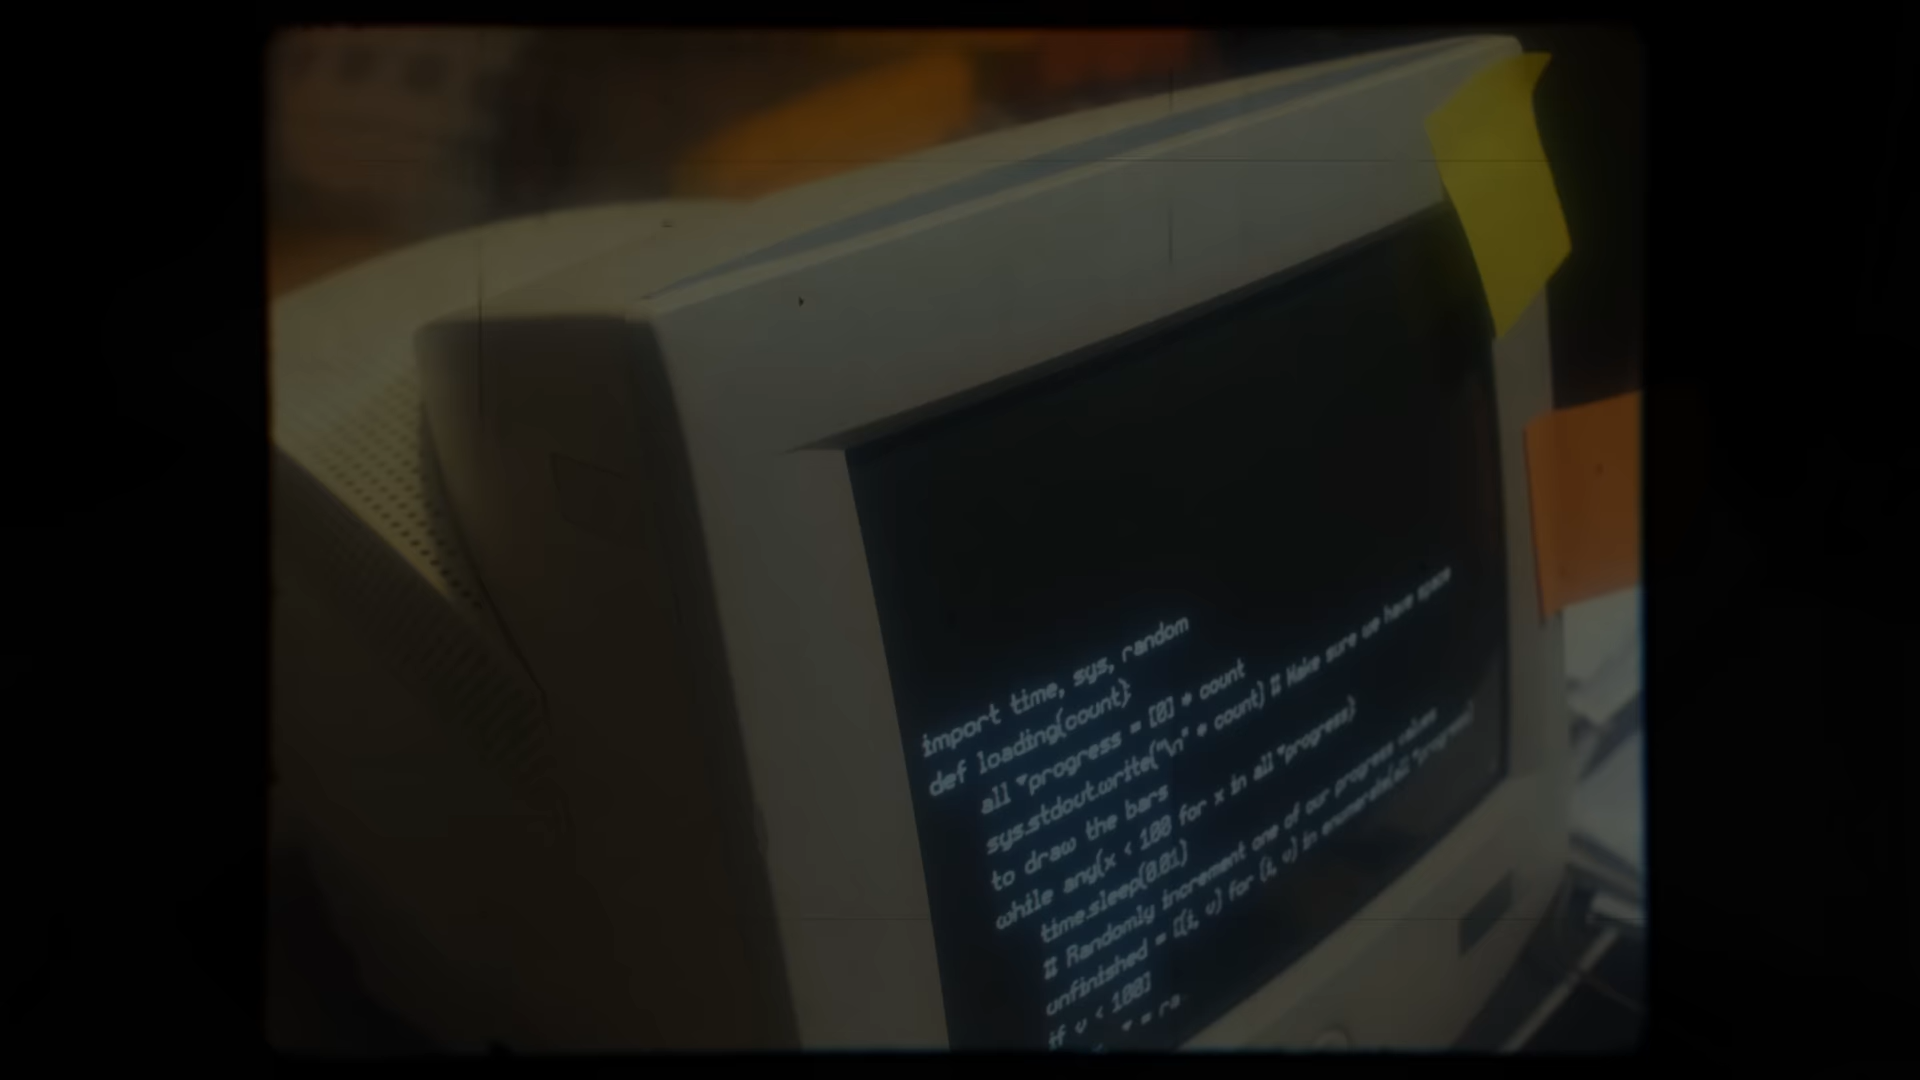 import time, sys, random
def loading(count):
all_progress = [0] * count
sys.stdout.write("\n" * count) # Make sure we have space
to draw the bars
while any(x < 100 for x in all_progress):
time.sleep(0.01)
# Randomly increment one of our progress values
unfinished = [(i, v) for (i, v) in enumerate(all_progress)
if v < 100]
= ra